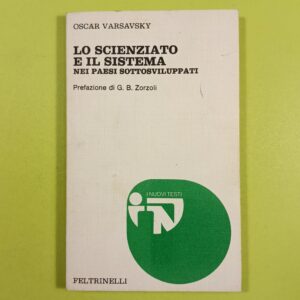 OSCAR VARSAVSKY
LO SCIENZIATO
E IL SISTEMA
NEI PAESI SOTTOSVILUPPATI
Prefazione di G. B. Zorzoli
I NUOVI TESTI
FELTRINELLI